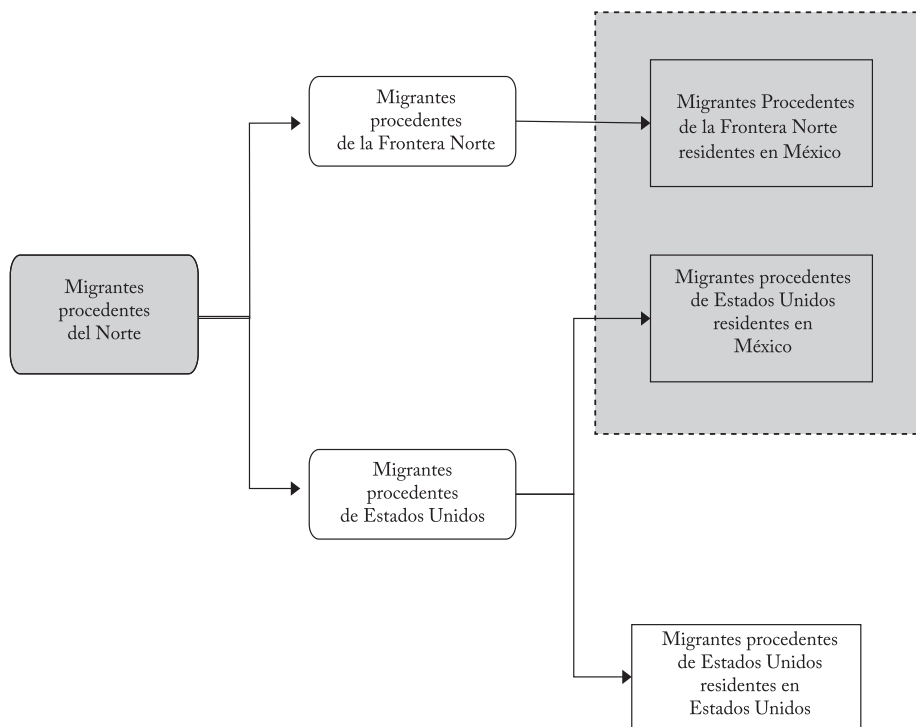 Migrantes
procedentes
de la Frontera Norte
Migrantes Procedentes
de la Frontera Norte
residentes en México
Migrantes
procedentes
del Norte
Migrantes procedentes
de Estados Unidos
residentes en
México
Migrantes
procedentes
de Estados Unidos
Migrantes procedentes
de Estados Unidos
residentes en
Estados Unidos